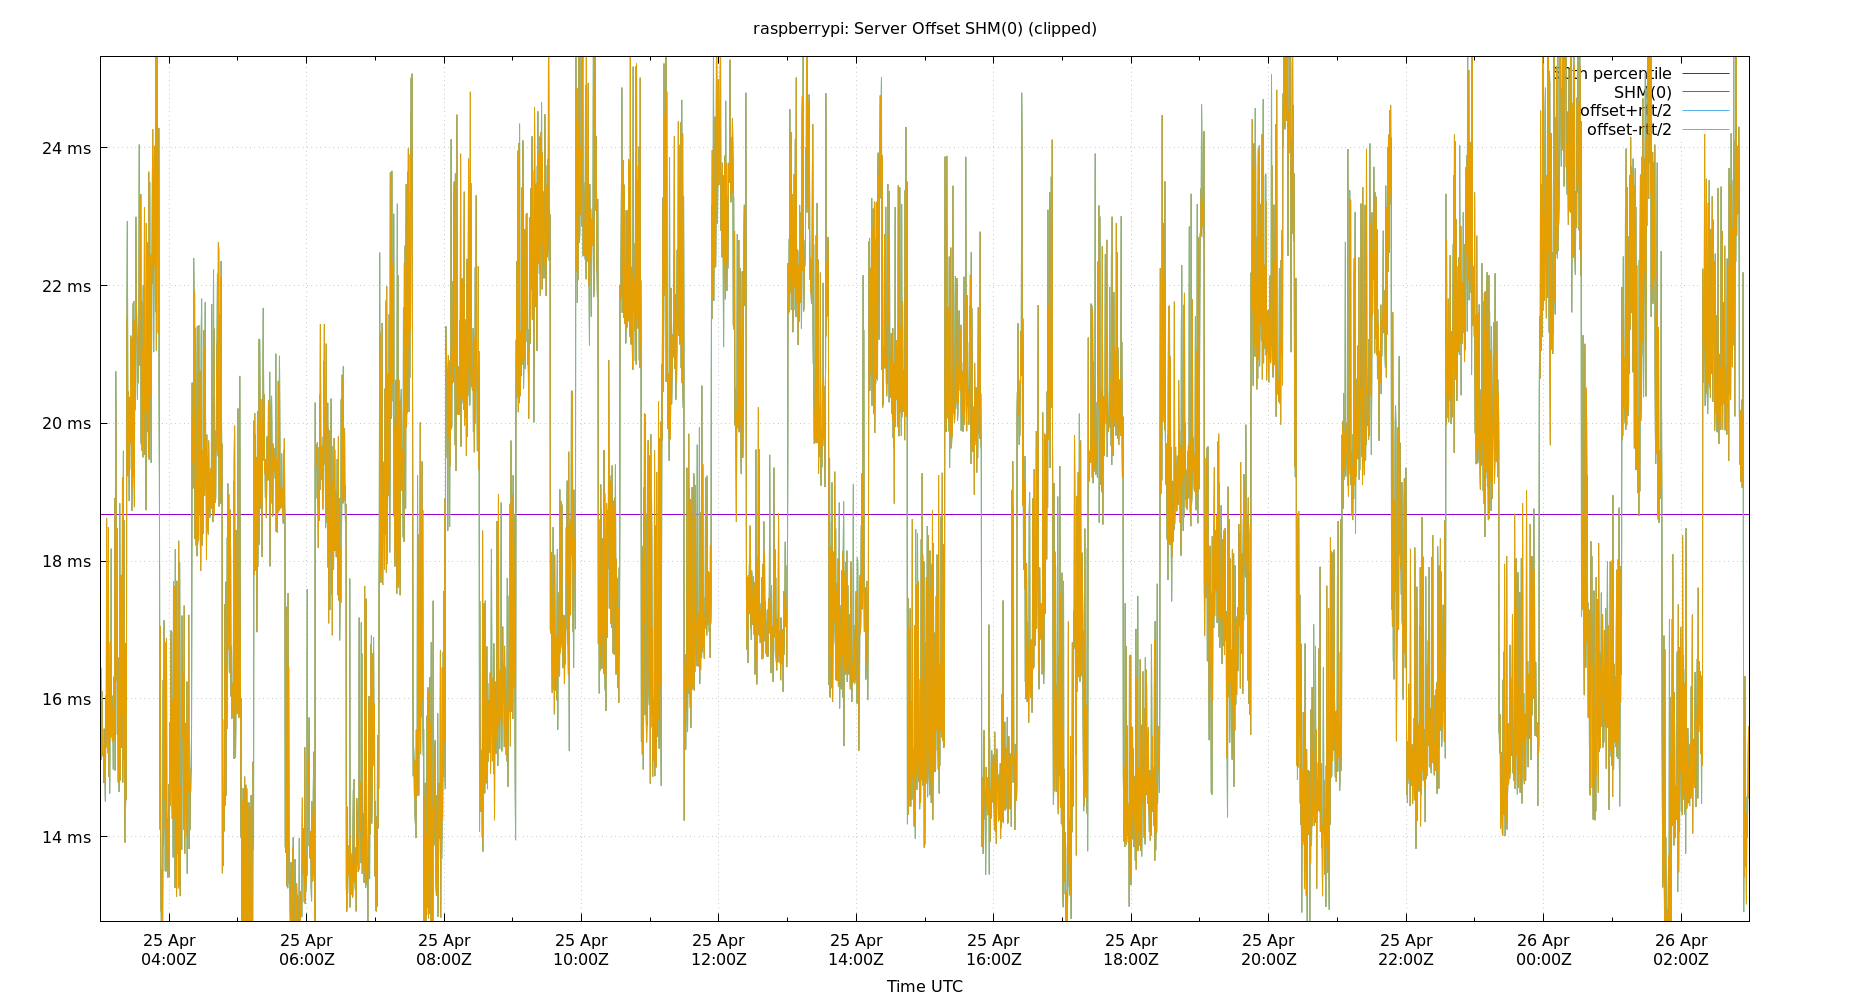 raspberrypi: Server Offset SHM(0) (clipped)
50th percentile
SHM(0)
offset+rtt/2
offset-rtt/2
24 ms
22 ms
20 ms
18 ms
16 ms
14 ms
25 Apr 25 Apr 25 Apr 25 Apr 25 Apr 25 Apr 25 Apr 25 Apr 25 Apr 25 Apr 26 Apr 26 Apr
04:00Z 06:00Z 08:00Z 10:00Z 12:00Z 14:00Z 16:00Z 18:00Z 20:00Z 22:00Z 00:00Z 02:00Z
Time UTC